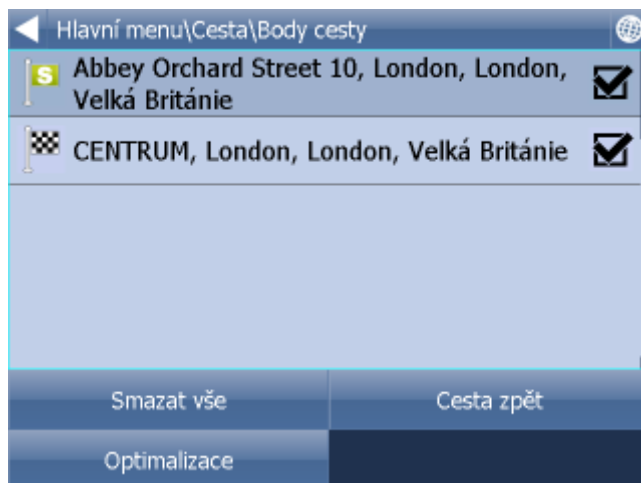 Hlavní menu\Cesta\Body cesty
S
Abbey Orchard Street 10, London, London,
Velká Británie
CENTRUM, London, London, Velká Británie
Smazat vše
Cesta zpět
Optimalizace